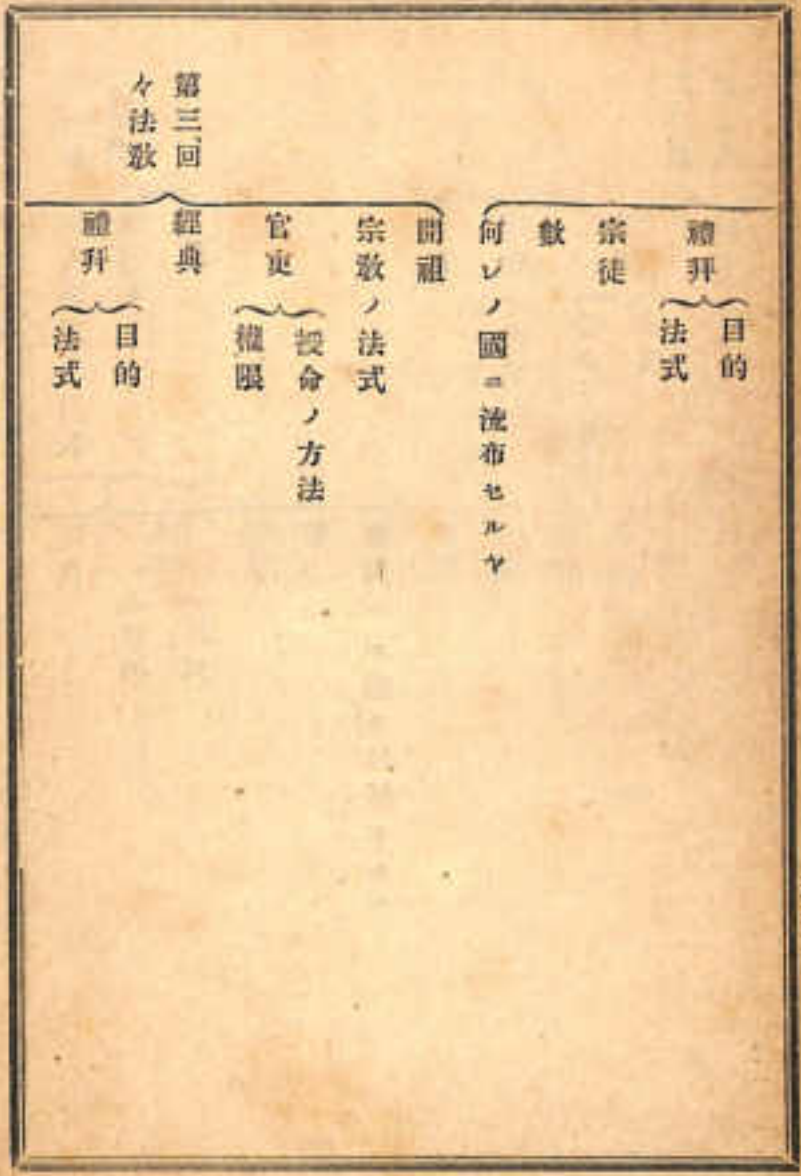 禮拜
目的
法式
宗徒
數
何レノ國ニ流布セルヤ
第三回
々法敎
開祖
宗敎ノ法式
官吏
授命ノ方法
權限
經典
禮拜
目的
法式